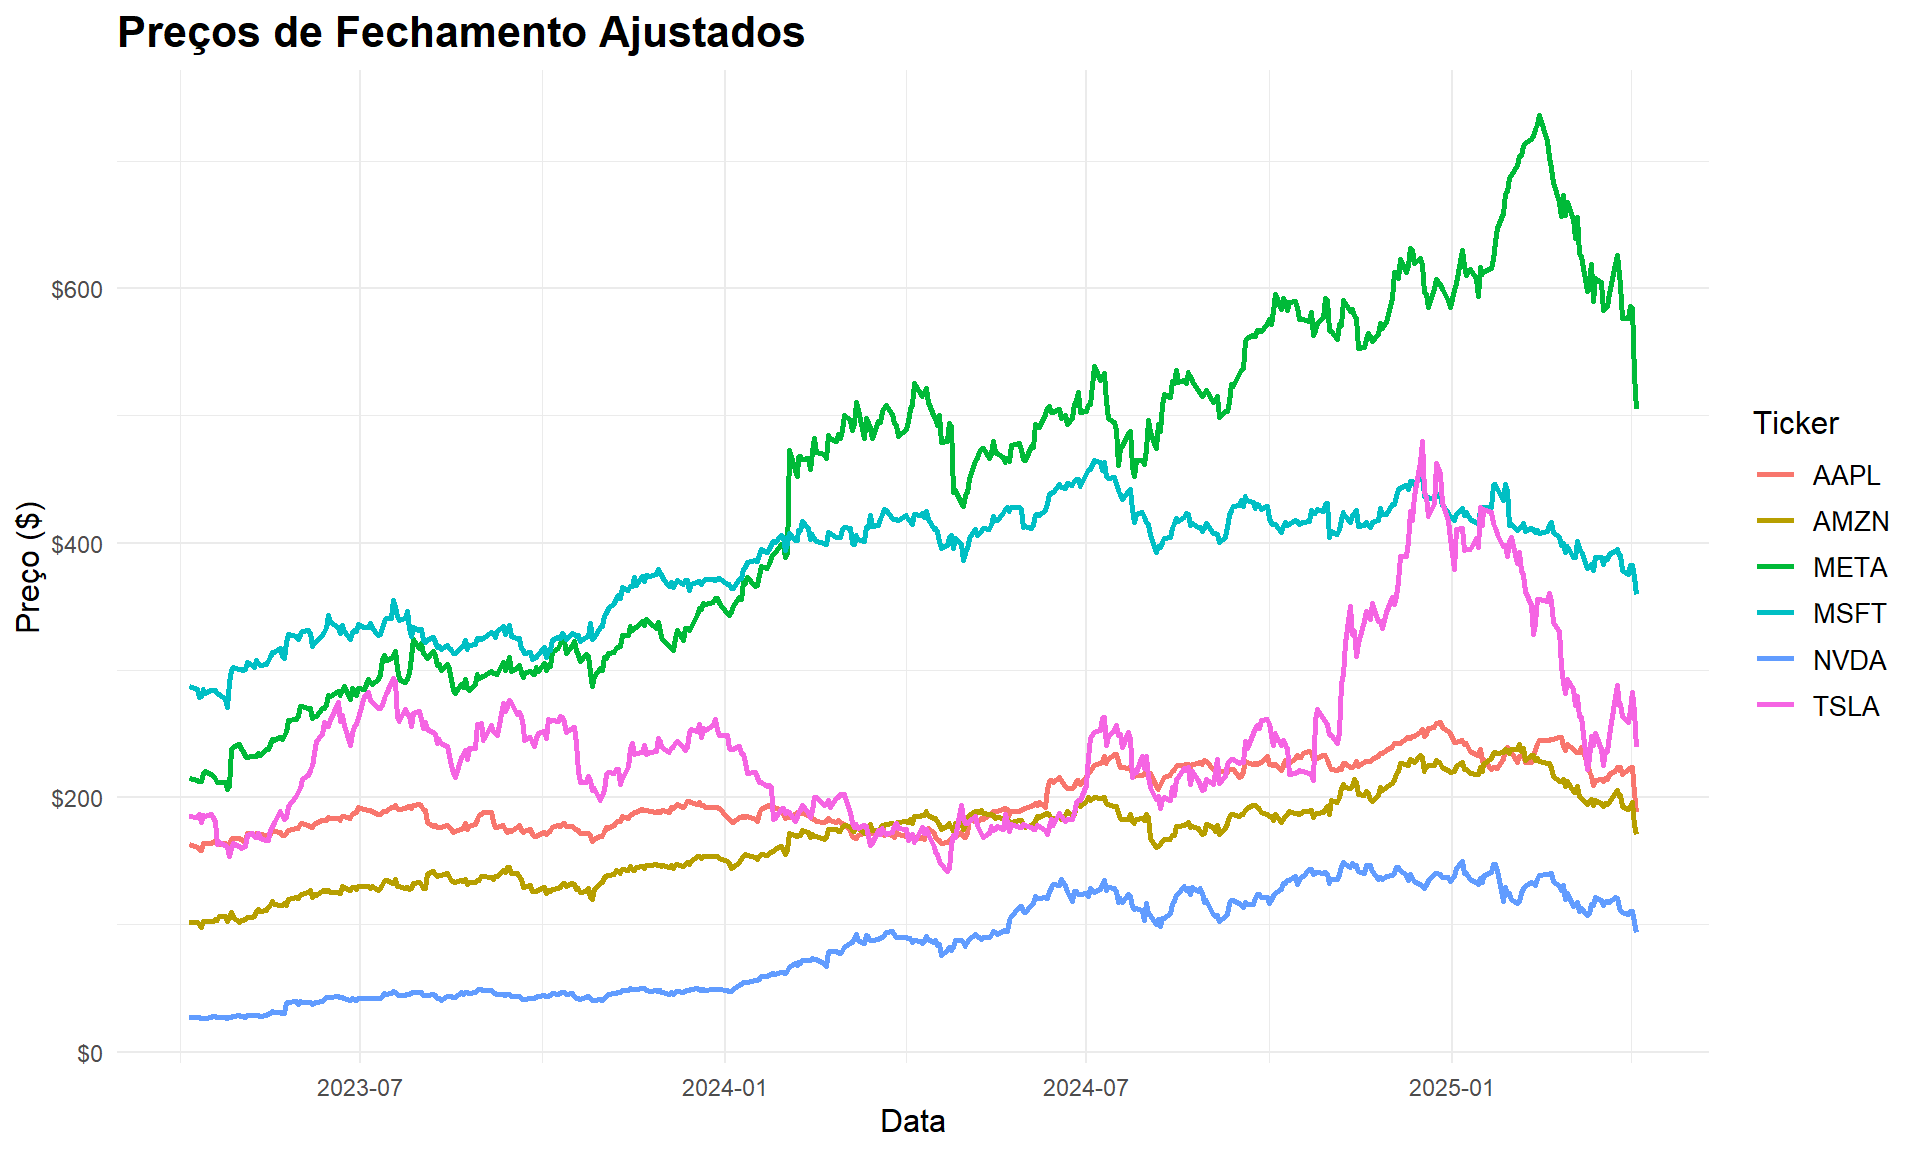 Preços de Fechamento Ajustados
Preço ($)
$600
$400
$200
$0
2023-07
2024-01
2024-07
2025-01
Data
Ticker
AAPL
AMZN
META
MSFT
NVDA
TSLA